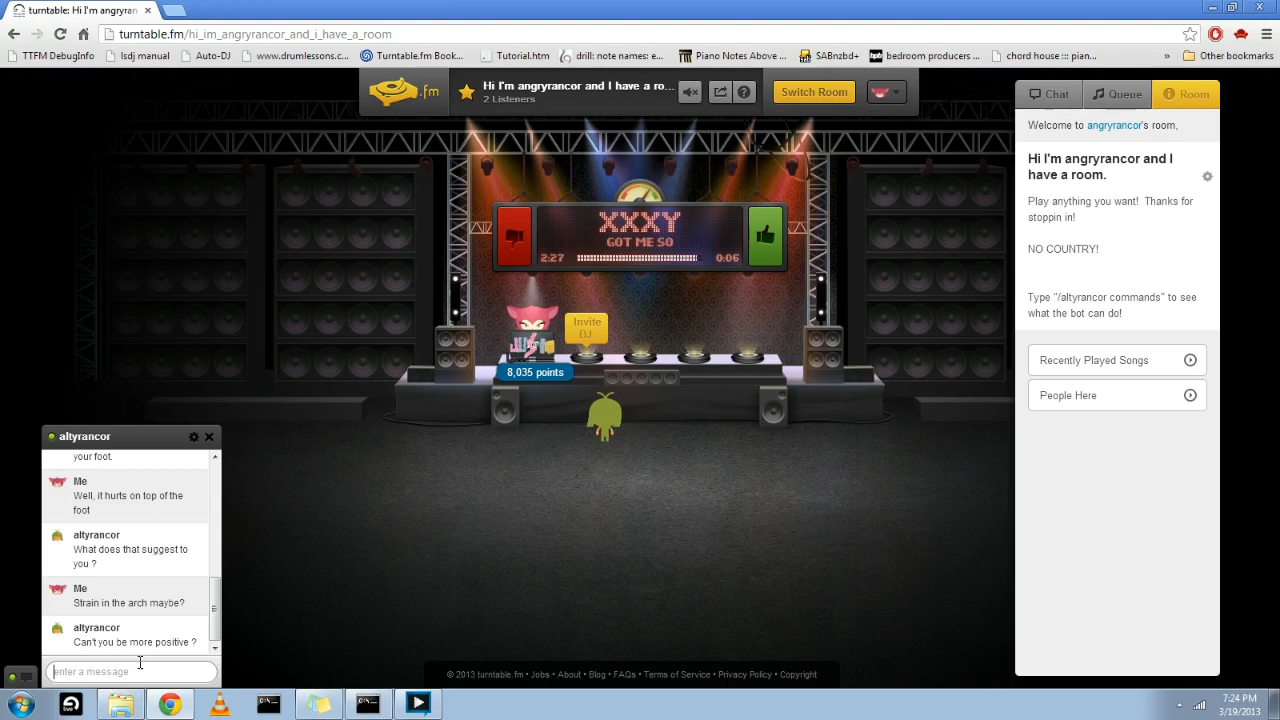 turntable: Hi I'm angryran
turntable.fm/hi_im_angryrancor_and_i_have_a_room
TTFM DebugInfo lsdj manual Auto-DJ www.drumlessons.c... Turntable.fm Book... Tutorial.htm drill: note names: e... Piano Notes Above ... SABnzbd+ bedroom producers ... chord house ::: pian... » Other bookmarks
.fm
Hi I'm angryrancor and I have a ro...
2 Listeners
Switch Room
Chat Queue Room
Welcome to angryrancor's room,
Hi I'm angryrancor and I
have a room.
Play anything you want! Thanks for
stoppin in!
NO COUNTRY!
Type "/altyrancor commands" to see
what the bot can do!
Recently Played Songs
People Here
XXXY
GOT ME SO
2:27 0:06
Invite
DJ
8,035 points
altyrancor
your foot.
Me
Well, it hurts on top of the
foot
altyrancor
What does that suggest to
you ?
Me
Strain in the arch maybe?
altyrancor
Can't you be more positive ?
enter a message
© 2013 turntable.fm • Jobs • About • Blog • FAQs • Terms of Service • Privacy Policy • Copyright
live
C:\_
C:\_
7:24 PM
3/19/2013